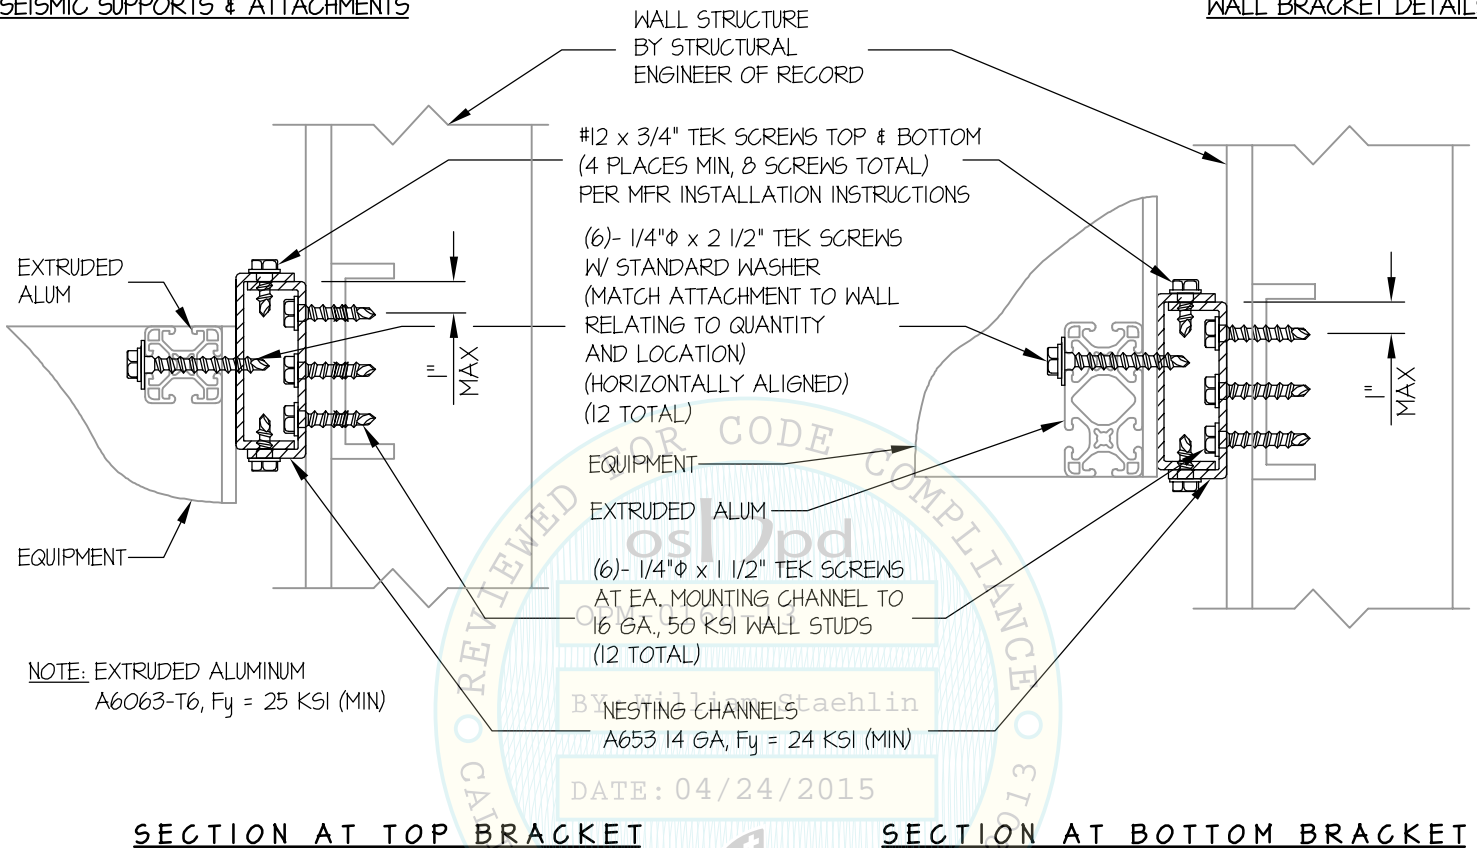 SEISMIC SUPPORTS & ATTACHMENTS
WALL BRACKET DETAILS
WALL STRUCTURE
BY STRUCTURAL
ENGINEER OF RECORD
#12 x 3/4" TEK SCREWS TOP & BOTTOM
(4 PLACES MIN, 8 SCREWS TOTAL)
PER MFR INSTALLATION INSTRUCTIONS
(6)- 1/4"Φ x 2 1/2" TEK SCREWS
W/ STANDARD WASHER
(MATCH ATTACHMENT TO WALL
RELATING TO QUANTITY
AND LOCATION)
(HORIZONTALLY ALIGNED)
(12 TOTAL)
EXTRUDED
ALUM
1"
MAX
1"
MAX
EQUIPMENT
EXTRUDED ALUM
EQUIPMENT
(6)- 1/4"Φ x 1 1/2" TEK SCREWS
AT EA. MOUNTING CHANNEL TO
16 GA., 50 KSI WALL STUDS
(12 TOTAL)
NOTE: EXTRUDED ALUMINUM
A6063-T6, Fy = 25 KSI (MIN)
NESTING CHANNELS
A653 14 GA, Fy = 24 KSI (MIN)
REVIEWED FOR CODE COMPLIANCE
oshpd
OPM-0160-13
BY: William Staehlin
DATE: 04/24/2015
SECTION AT TOP BRACKET
SECTION AT BOTTOM BRACKET